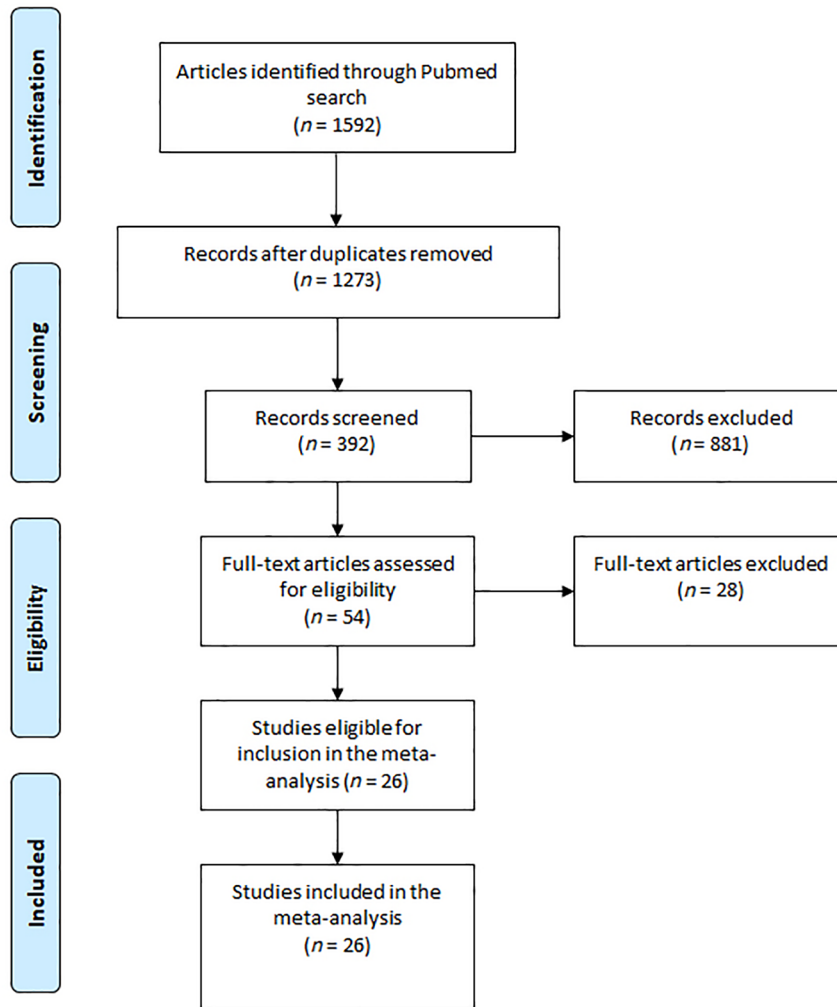 Identification
Articles identified through Pubmed
search
(n = 1592)
Records after duplicates removed
(n = 1273)
Screening
Records screened
(n = 392)
Records excluded
(n = 881)
Eligibility
Full-text articles assessed
for eligibility
(n = 54)
Full-text articles excluded
(n = 28)
Studies eligible for
inclusion in the meta-
analysis (n = 26)
Included
Studies included in the
meta-analysis
(n = 26)